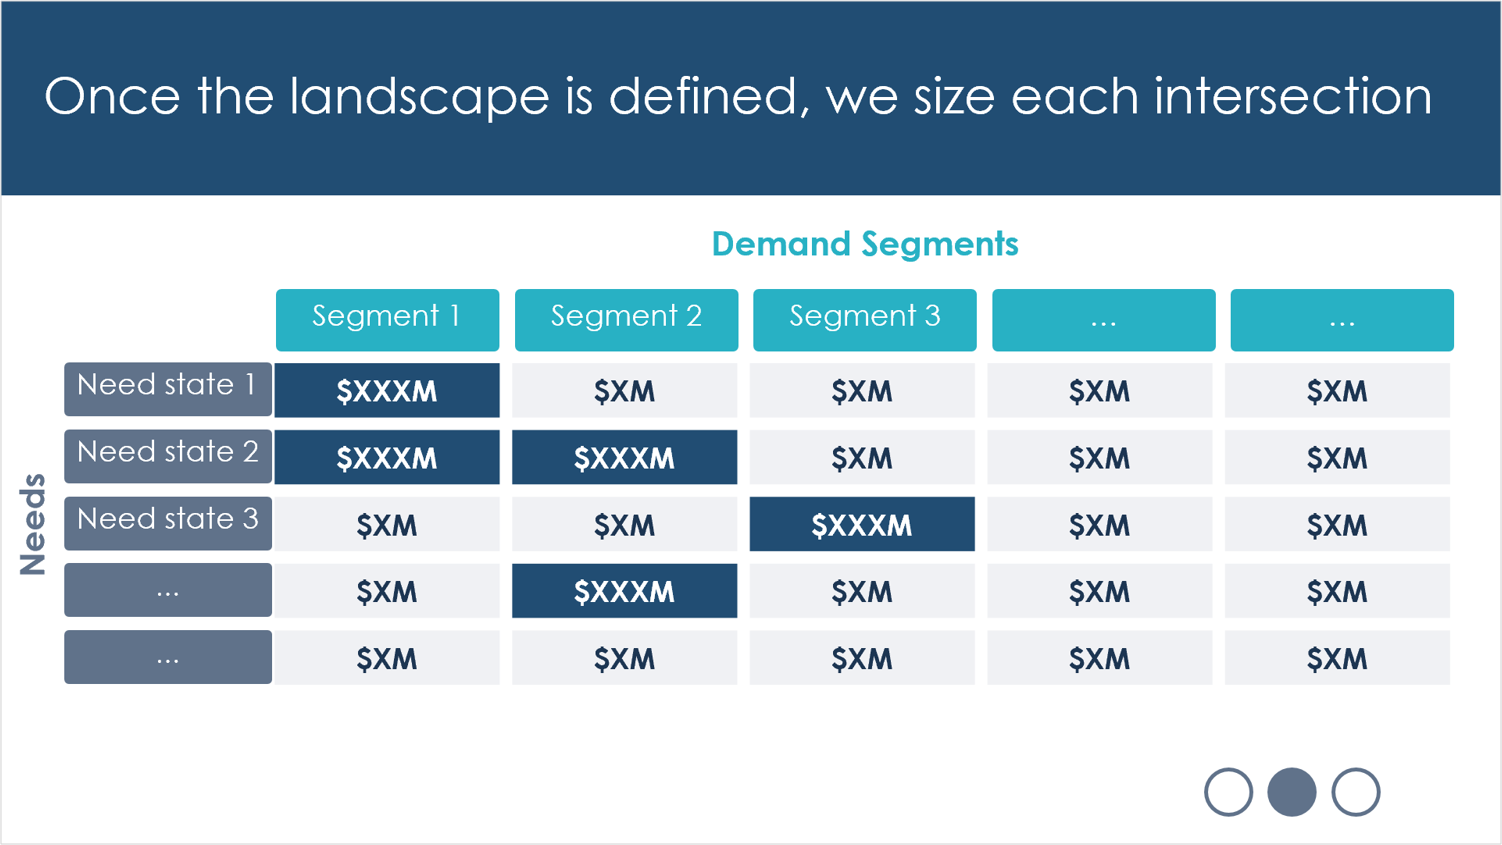 Once the landscape is defined, we size each intersection
Demand Segments
Segment 1 Segment 2 Segment 3 ... ...
Needs
Need state 1 $XXXM $XM $XM $XM $XM
Need state 2 $XXXM $XXXM $XM $XM $XM
Need state 3 $XM $XM $XXXM $XM $XM
... $XM $XXXM $XM $XM $XM
... $XM $XM $XM $XM $XM